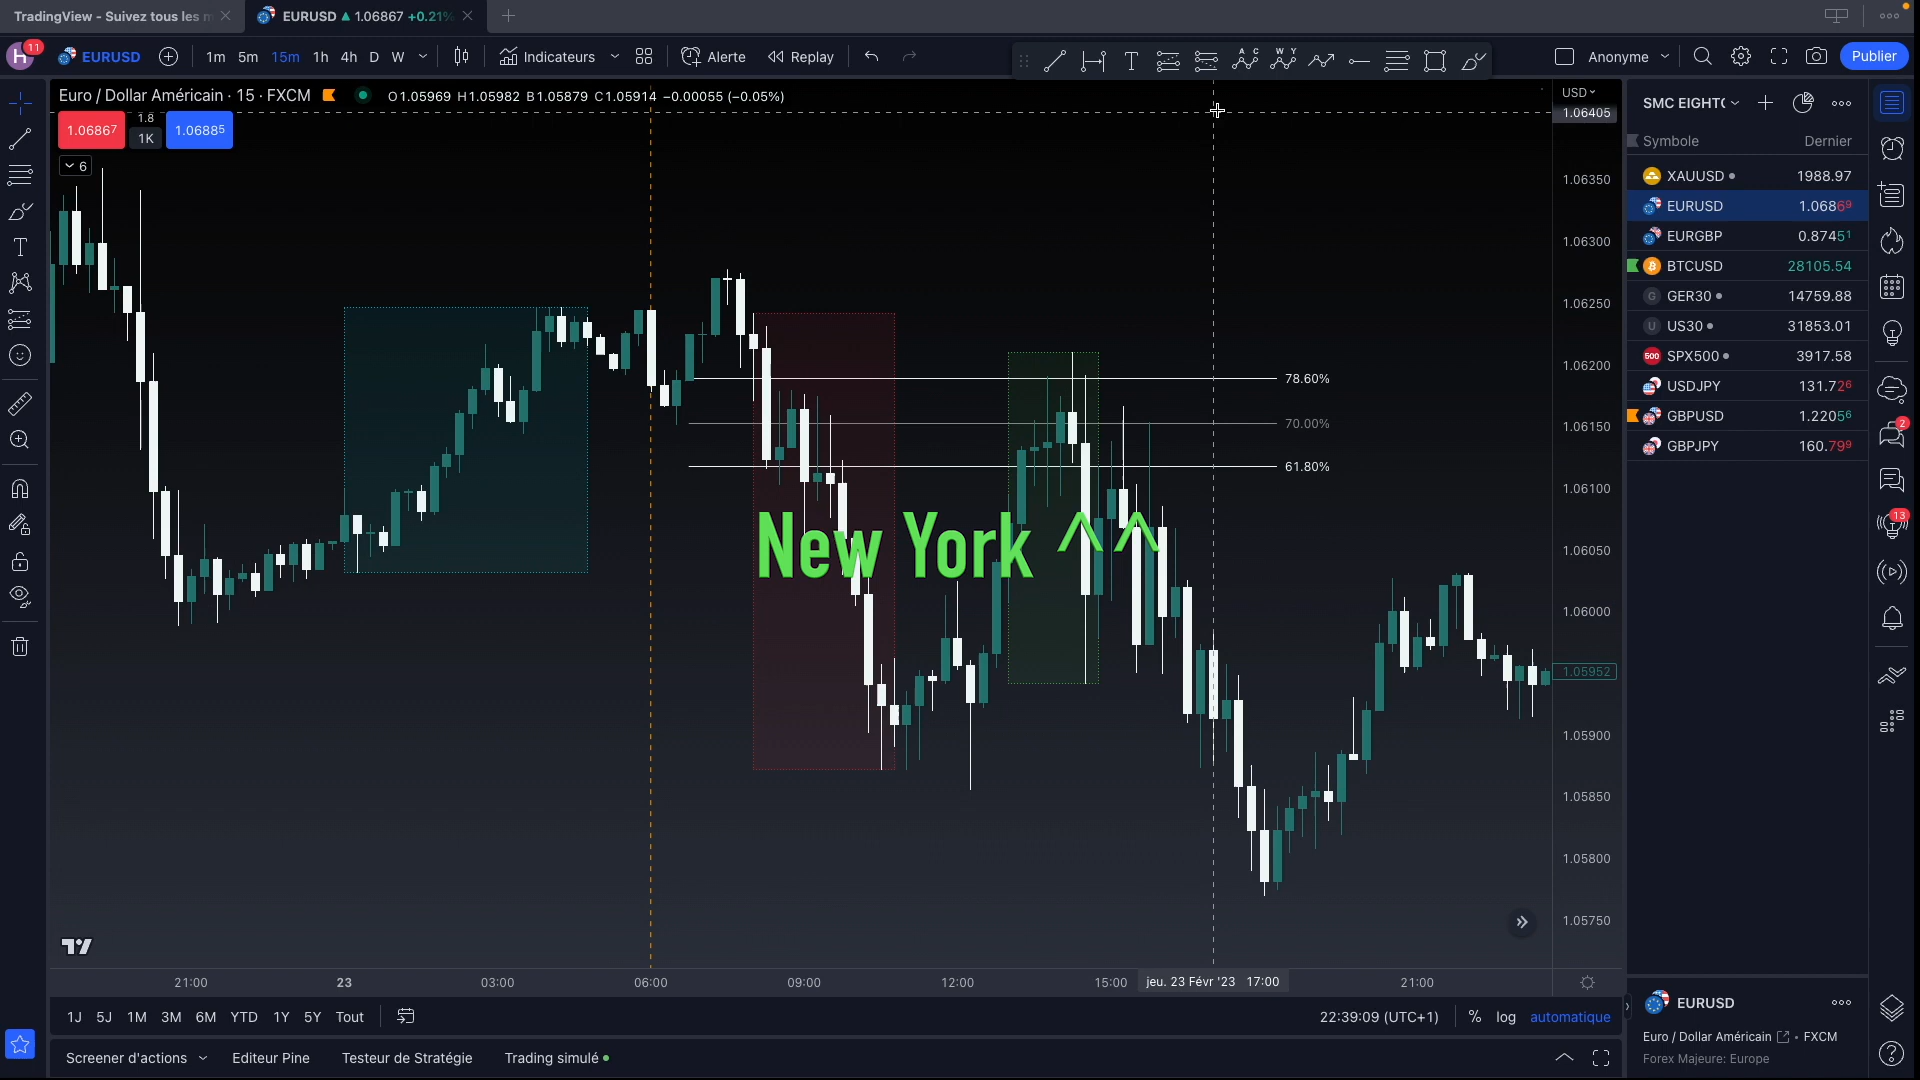 TradingView - Suivez tous les m
EURUSD ▲ 1.06867 +0.21%
h 11 EURUSD 1m 5m 15m 1h 4h D W Indicateurs Alerte Replay T A C W Y Anonyme Publier
Euro / Dollar Américain · 15 · FXCM O1.05969 H1.05982 B1.05879 C1.05914 −0.00055 (−0.05%)
1.06867 1.8 1K 1.06885
6
USD
1.06405
1.06350
1.06300
1.06250
1.06200
1.06150
1.06100
1.06050
1.06000
1.05952
1.05900
1.05850
1.05800
1.05750
78.60%
70.00%
61.80%
New York ^^
21:00 23 03:00 06:00 09:00 12:00 15:00 jeu. 23 Févr '23 17:00 21:00
1J 5J 1M 3M 6M YTD 1Y 5Y Tout 22:39:09 (UTC+1) % log automatique
Screener d'actions Editeur Pine Testeur de Stratégie Trading simulé
SMC EIGHT
Symbole Dernier
XAUUSD 1988.97
EURUSD 1.06869
EURGBP 0.87451
BTCUSD 28105.54
G GER30 14759.88
U US30 31853.01
500 SPX500 3917.58
USDJPY 131.726
GBPUSD 1.22056
GBPJPY 160.799
2
13
EURUSD
Euro / Dollar Américain • FXCM
Forex Majeure: Europe